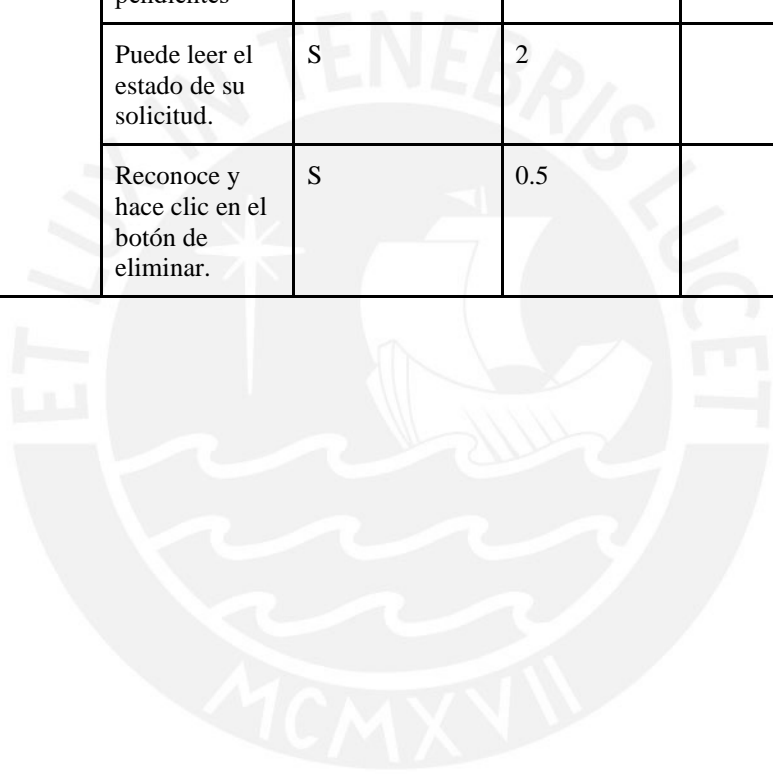 pendientes
Puede leer el S 2
estado de su
solicitud.
Reconoce y S 0.5
hace clic en el
botón de
eliminar.
ET LUX IN TENEBRIS LUCET
MCMXVII